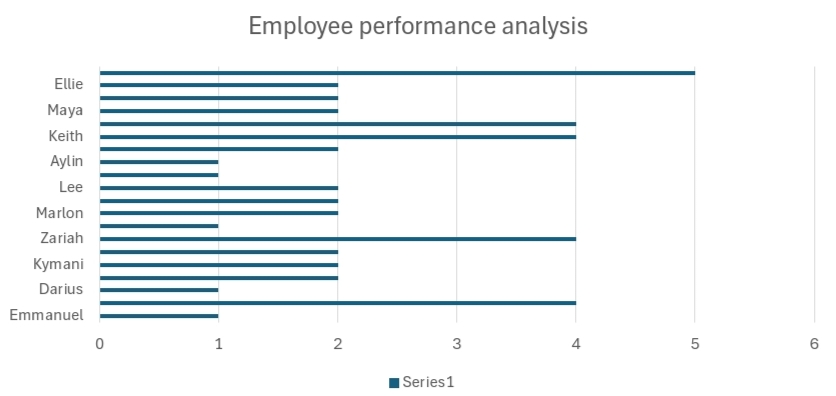 Employee performance analysis
Ellie
Maya
Keith
Aylin
Lee
Marlon
Zariah
Kymani
Darius
Emmanuel
0 1 2 3 4 5 6
Series1